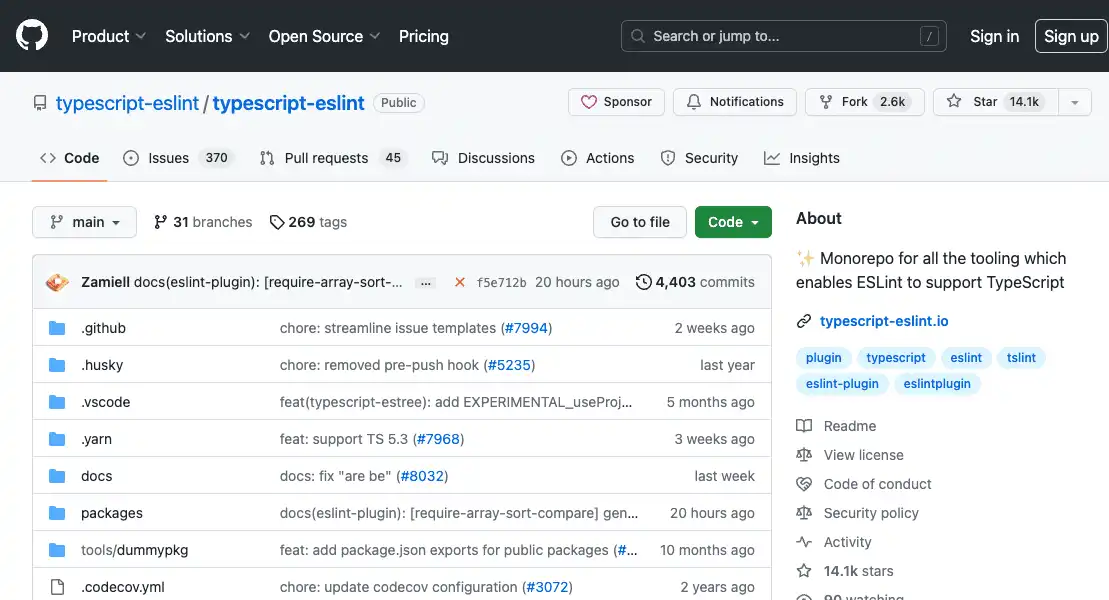 Product Solutions Open Source Pricing Search or jump to... / Sign in Sign up
typescript-eslint / typescript-eslint Public Sponsor Notifications Fork 2.6k Star 14.1k
Code Issues 370 Pull requests 45 Discussions Actions Security Insights
main 31 branches 269 tags Go to file Code
Zamiell docs(eslint-plugin): [require-array-sort-... ... f5e712b 20 hours ago 4,403 commits
.github chore: streamline issue templates (#7994) 2 weeks ago
.husky chore: removed pre-push hook (#5235) last year
.vscode feat(typescript-estree): add EXPERIMENTAL_useProj... 5 months ago
.yarn feat: support TS 5.3 (#7968) 3 weeks ago
docs docs: fix "are be" (#8032) last week
packages docs(eslint-plugin): [require-array-sort-compare] gen... 20 hours ago
tools/dummypkg feat: add package.json exports for public packages (#... 10 months ago
.codecov.yml chore: update codecov configuration (#3072) 2 years ago
About
✨ Monorepo for all the tooling which
enables ESLint to support TypeScript
typescript-eslint.io
plugin typescript eslint tslint
eslint-plugin eslintplugin
Readme
View license
Code of conduct
Security policy
Activity
14.1k stars
90 watching